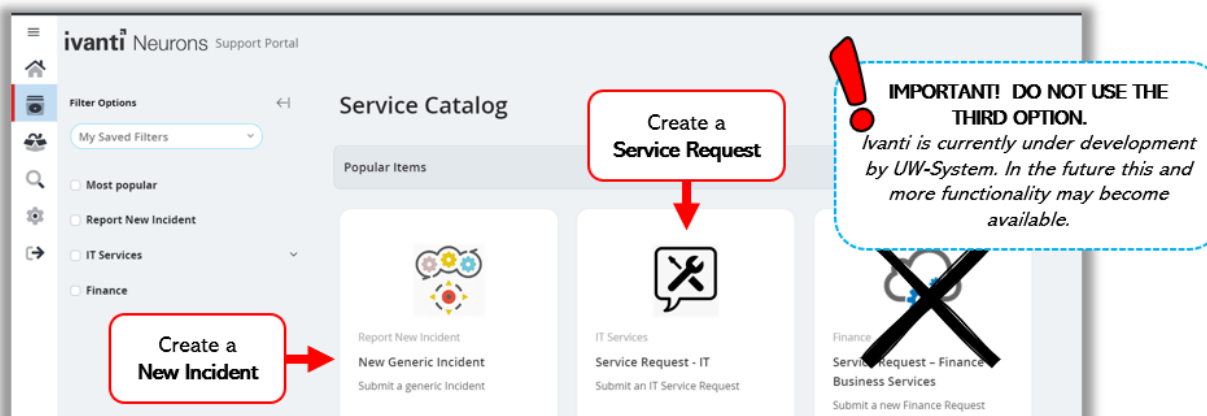 ivanti Neurons Support Portal
Filter Options
My Saved Filters
Most popular
Report New Incident
IT Services
Finance
Service Catalog
Popular Items
Create a
New Incident
Create a
Service Request
IMPORTANT! DO NOT USE THE
THIRD OPTION.
Ivanti is currently under development
by UW-System. In the future this and
more functionality may become
available.
Report New Incident
New Generic Incident
Submit a generic Incident
IT Services
Service Request - IT
Submit an IT Service Request
Finance
Service Request – Finance
Business Services
Submit a new Finance Request